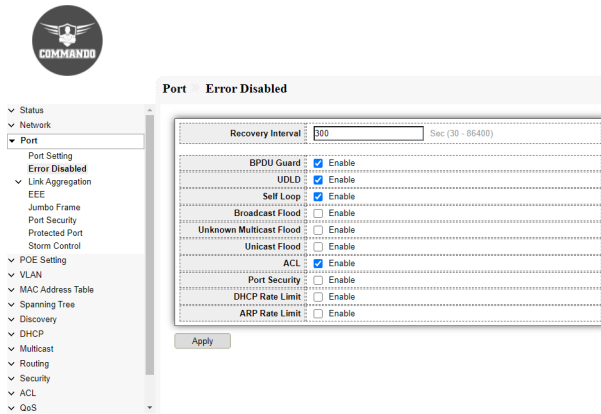 COMMANDO
Port Error Disabled
Status
Network
Port
Port Setting
Error Disabled
Link Aggregation
EEE
Jumbo Frame
Port Security
Protected Port
Storm Control
POE Setting
VLAN
MAC Address Table
Spanning Tree
Discovery
DHCP
Multicast
Routing
Security
ACL
QoS
Recovery Interval 300 Sec (30 - 86400)
BPDU Guard Enable
UDLD Enable
Self Loop Enable
Broadcast Flood Enable
Unknown Multicast Flood Enable
Unicast Flood Enable
ACL Enable
Port Security Enable
DHCP Rate Limit Enable
ARP Rate Limit Enable
Apply